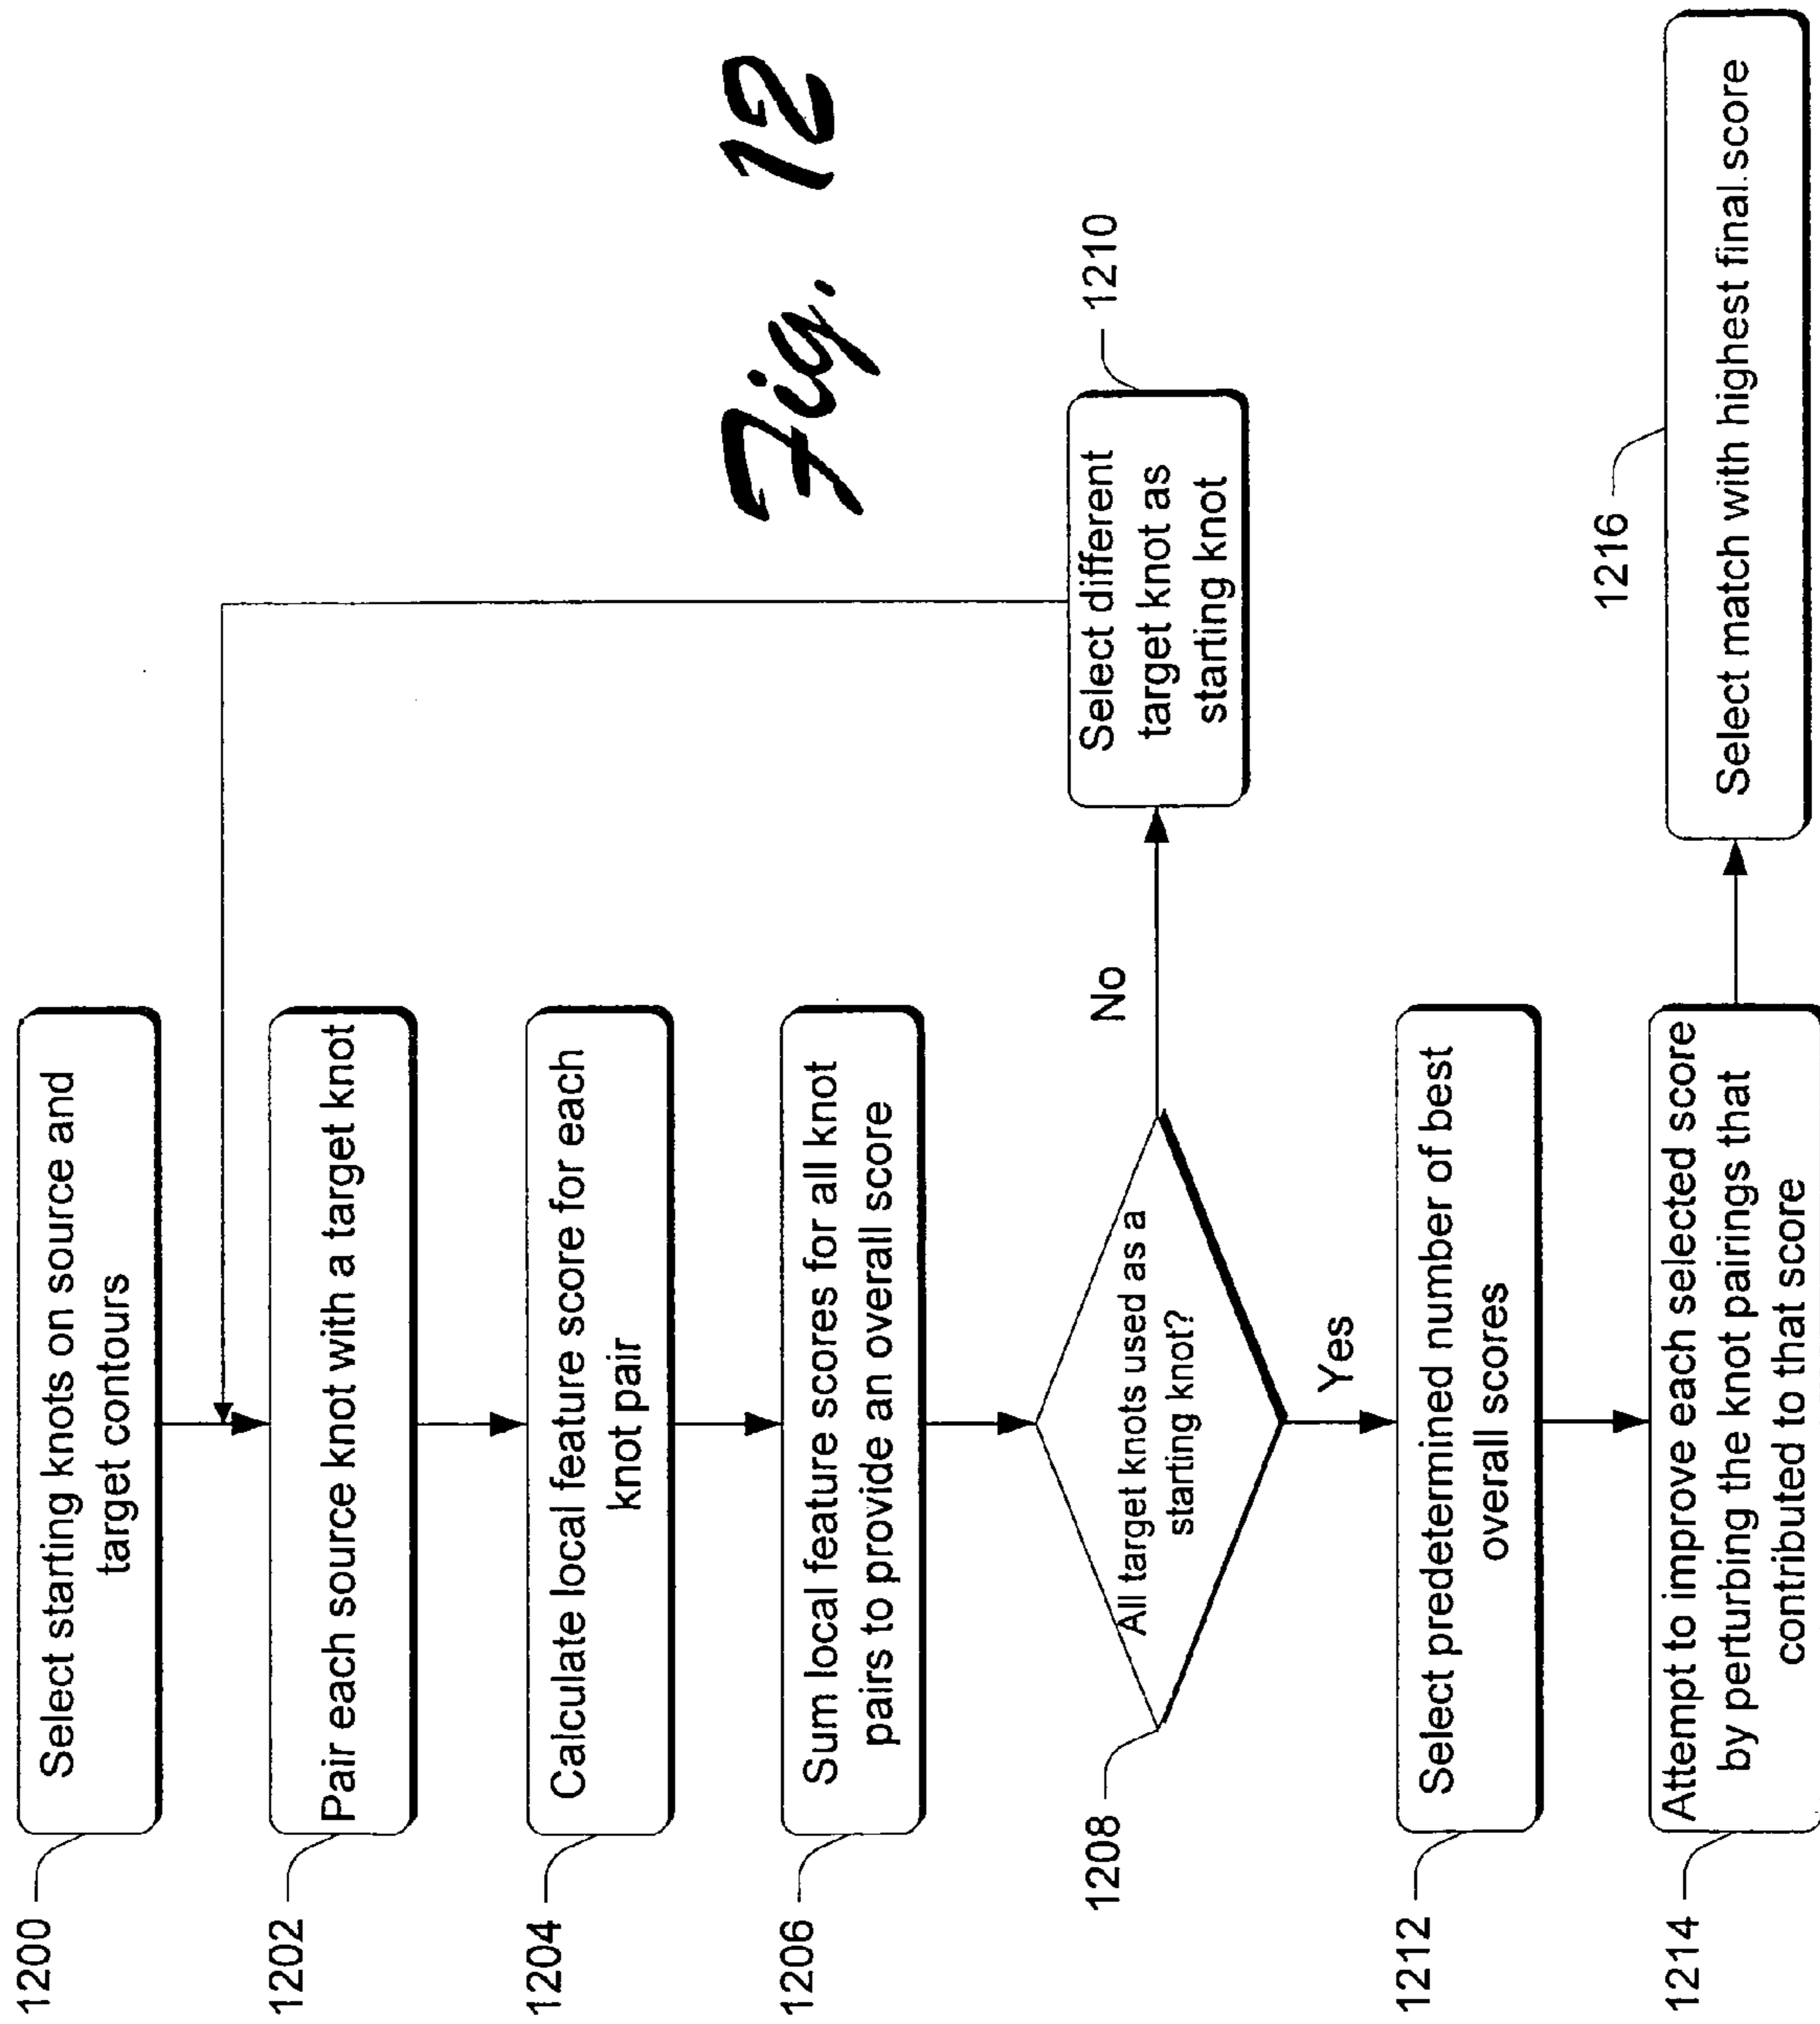 1200
Select starting knots on source and
target contours
1202
Pair each source knot with a target knot
1204
Calculate local feature score for each
knot pair
1206
Sum local feature scores for all knot
pairs to provide an overall score
1208
All target knots used as a
starting knot?
No
1210
Select different
target knot as
starting knot
Yes
1212
Select predetermined number of best
overall scores
1214
Attempt to improve each selected score
by perturbing the knot pairings that
contributed to that score
1216
Select match with highest final score
Fig. 12